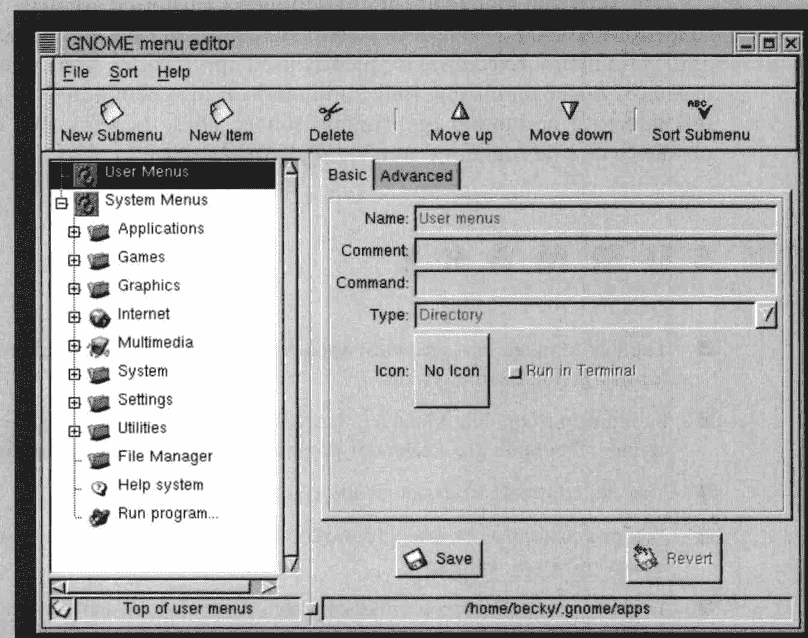 GNOME menu editor
File Sort Help
New Submenu New Item Delete Move up Move down ABC Sort Submenu
User Menus
System Menus
Applications
Games
Graphics
Internet
Multimedia
System
Settings
Utilities
File Manager
Help system
Run program...
Basic Advanced
Name: User menus
Comment:
Command:
Type: Directory
Icon: No Icon Run in Terminal
Save Revert
Top of user menus /home/becky/.gnome/apps